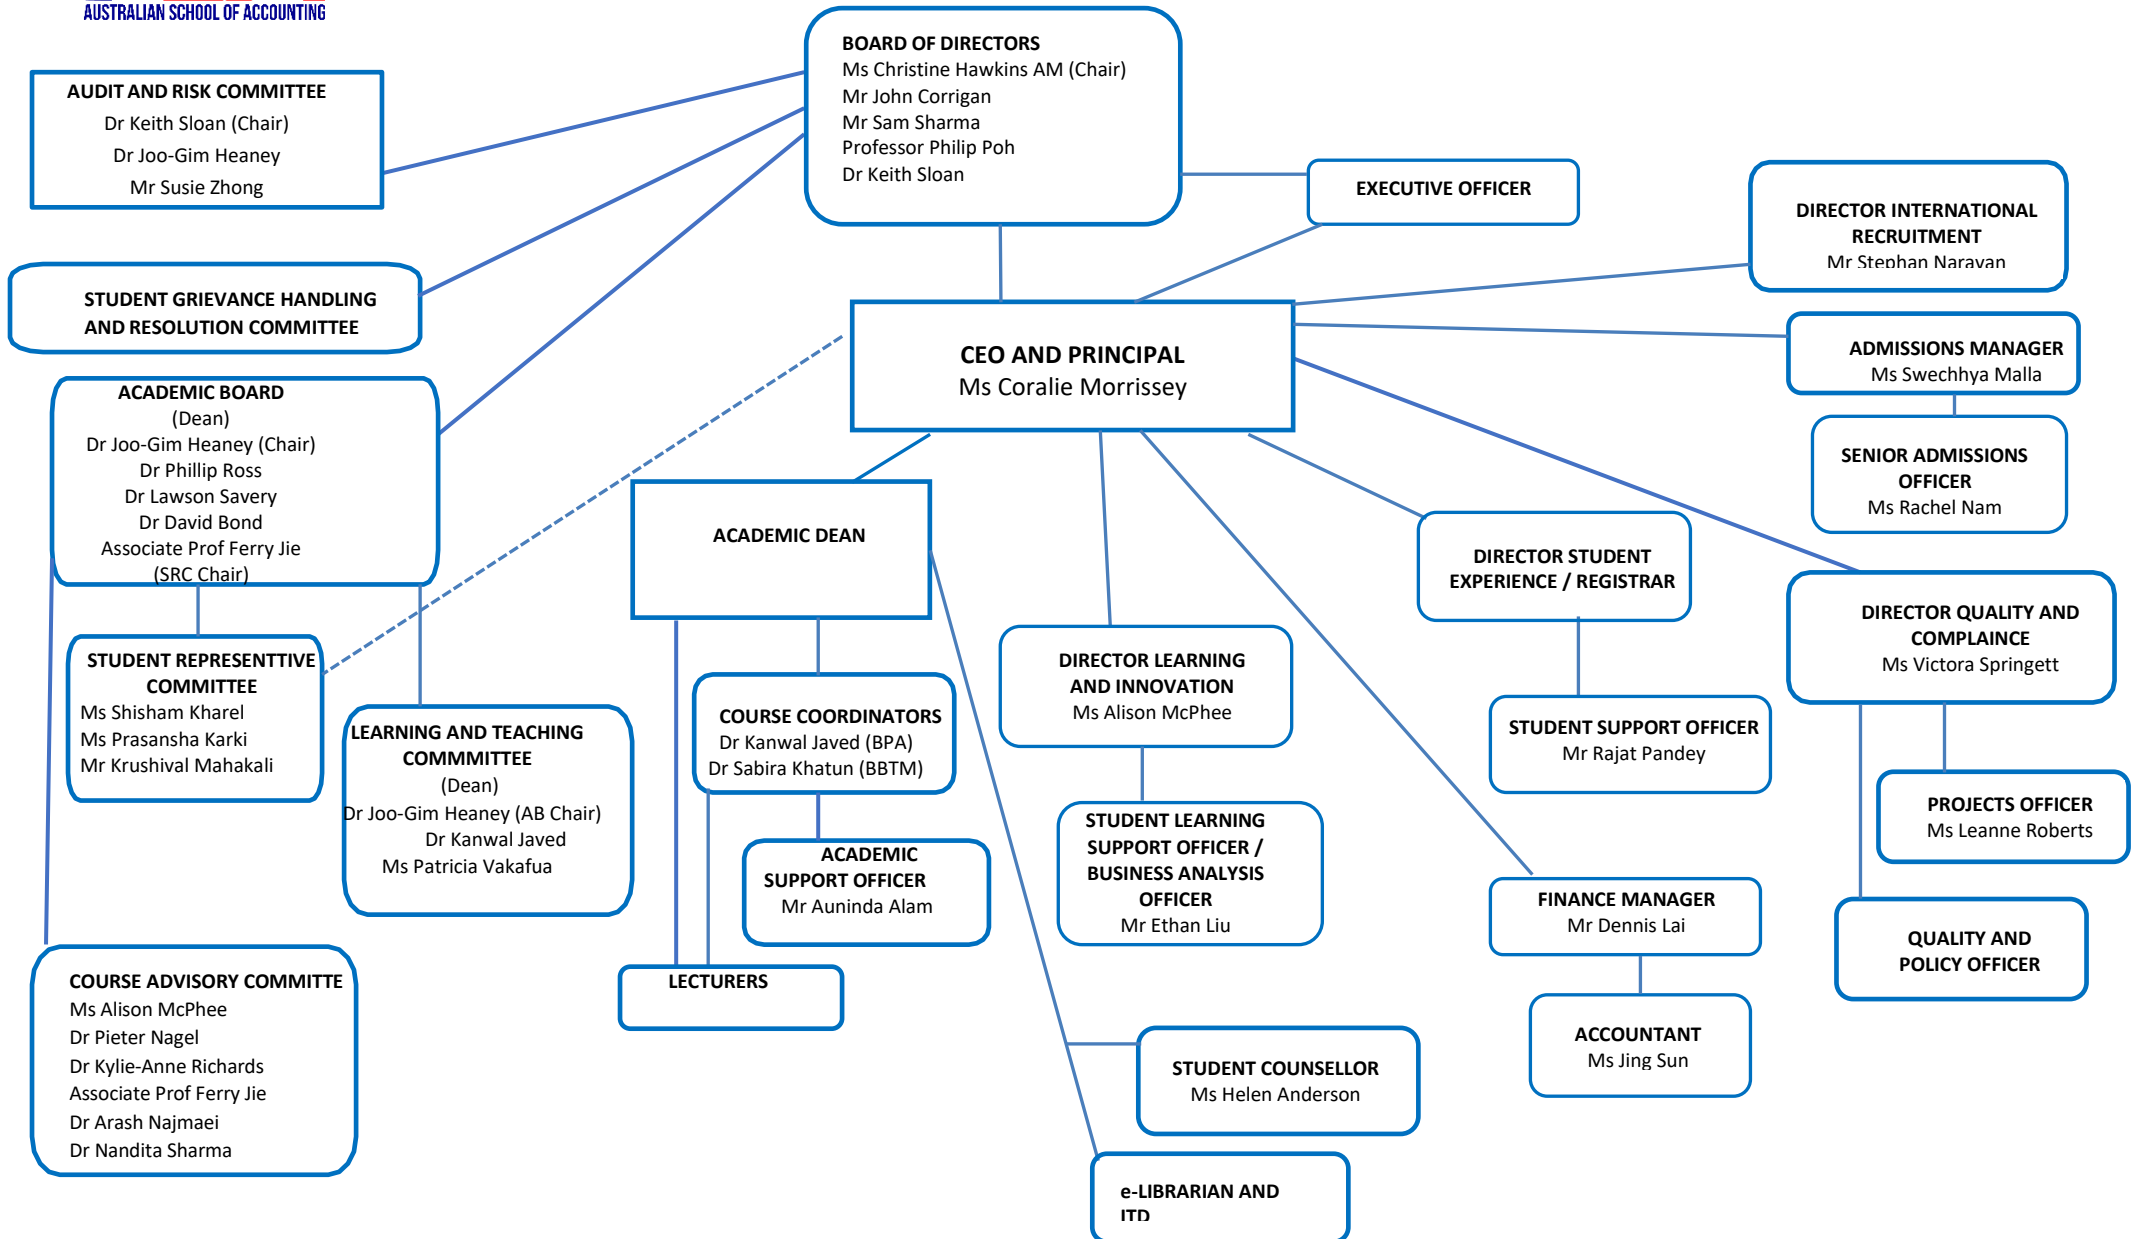 AUSTRALIAN SCHOOL OF ACCOUNTING
BOARD OF DIRECTORS
Ms Christine Hawkins AM (Chair)
Mr John Corrigan
Mr Sam Sharma
Professor Philip Poh
Dr Keith Sloan
AUDIT AND RISK COMMITTEE
Dr Keith Sloan (Chair)
Dr Joo-Gim Heaney
Mr Susie Zhong
EXECUTIVE OFFICER
DIRECTOR INTERNATIONAL
RECRUITMENT
Mr Stephan Narayan
STUDENT GRIEVANCE HANDLING
AND RESOLUTION COMMITTEE
CEO AND PRINCIPAL
Ms Coralie Morrissey
ADMISSIONS MANAGER
Ms Swechhya Malla
SENIOR ADMISSIONS
OFFICER
Ms Rachel Nam
ACADEMIC BOARD
(Dean)
Dr Joo-Gim Heaney (Chair)
Dr Phillip Ross
Dr Lawson Savery
Dr David Bond
Associate Prof Ferry Jie
(SRC Chair)
ACADEMIC DEAN
DIRECTOR STUDENT
EXPERIENCE / REGISTRAR
DIRECTOR QUALITY AND
COMPLAINCE
Ms Victora Springett
STUDENT REPRESENTTIVE
COMMITTEE
Ms Shisham Kharel
Ms Prasansha Karki
Mr Krushival Mahakali
LEARNING AND TEACHING
COMMMITTEE
(Dean)
Dr Joo-Gim Heaney (AB Chair)
Dr Kanwal Javed
Ms Patricia Vakafua
COURSE COORDINATORS
Dr Kanwal Javed (BPA)
Dr Sabira Khatun (BBTM)
DIRECTOR LEARNING
AND INNOVATION
Ms Alison McPhee
STUDENT SUPPORT OFFICER
Mr Rajat Pandey
PROJECTS OFFICER
Ms Leanne Roberts
ACADEMIC
SUPPORT OFFICER
Mr Auninda Alam
STUDENT LEARNING
SUPPORT OFFICER /
BUSINESS ANALYSIS
OFFICER
Mr Ethan Liu
FINANCE MANAGER
Mr Dennis Lai
QUALITY AND
POLICY OFFICER
COURSE ADVISORY COMMITTE
Ms Alison McPhee
Dr Pieter Nagel
Dr Kylie-Anne Richards
Associate Prof Ferry Jie
Dr Arash Najmaei
Dr Nandita Sharma
LECTURERS
ACCOUNTANT
Ms Jing Sun
STUDENT COUNSELLOR
Ms Helen Anderson
e-LIBRARIAN AND
ITD